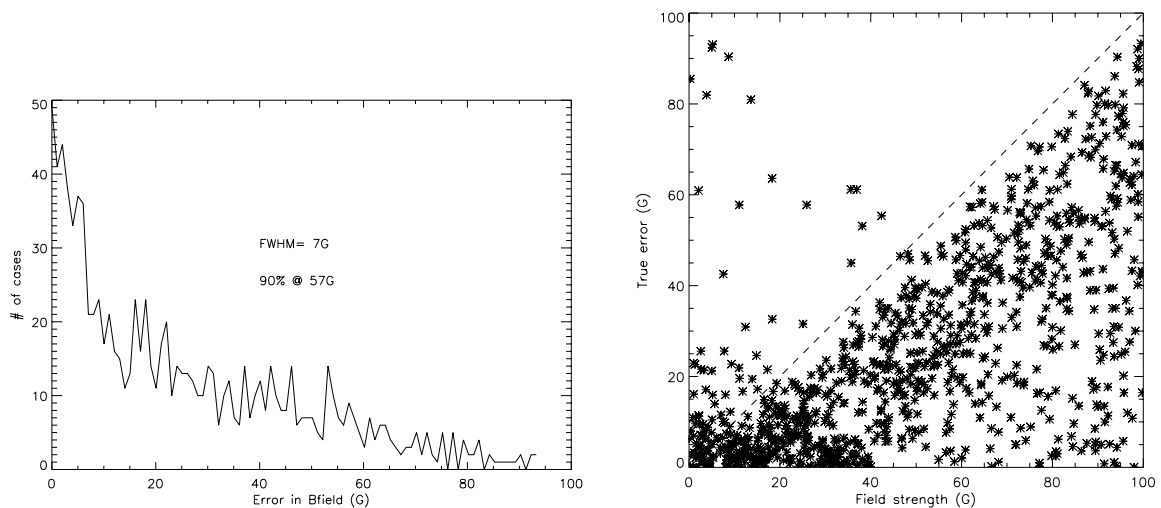 50
40
30
20
10
0
# of cases
FWHM= 7G
90% @ 57G
0 20 40 60 80 100
Error in Bfield (G)
100
80
60
40
20
0
True error (G)
0 20 40 60 80 100
Field strength (G)